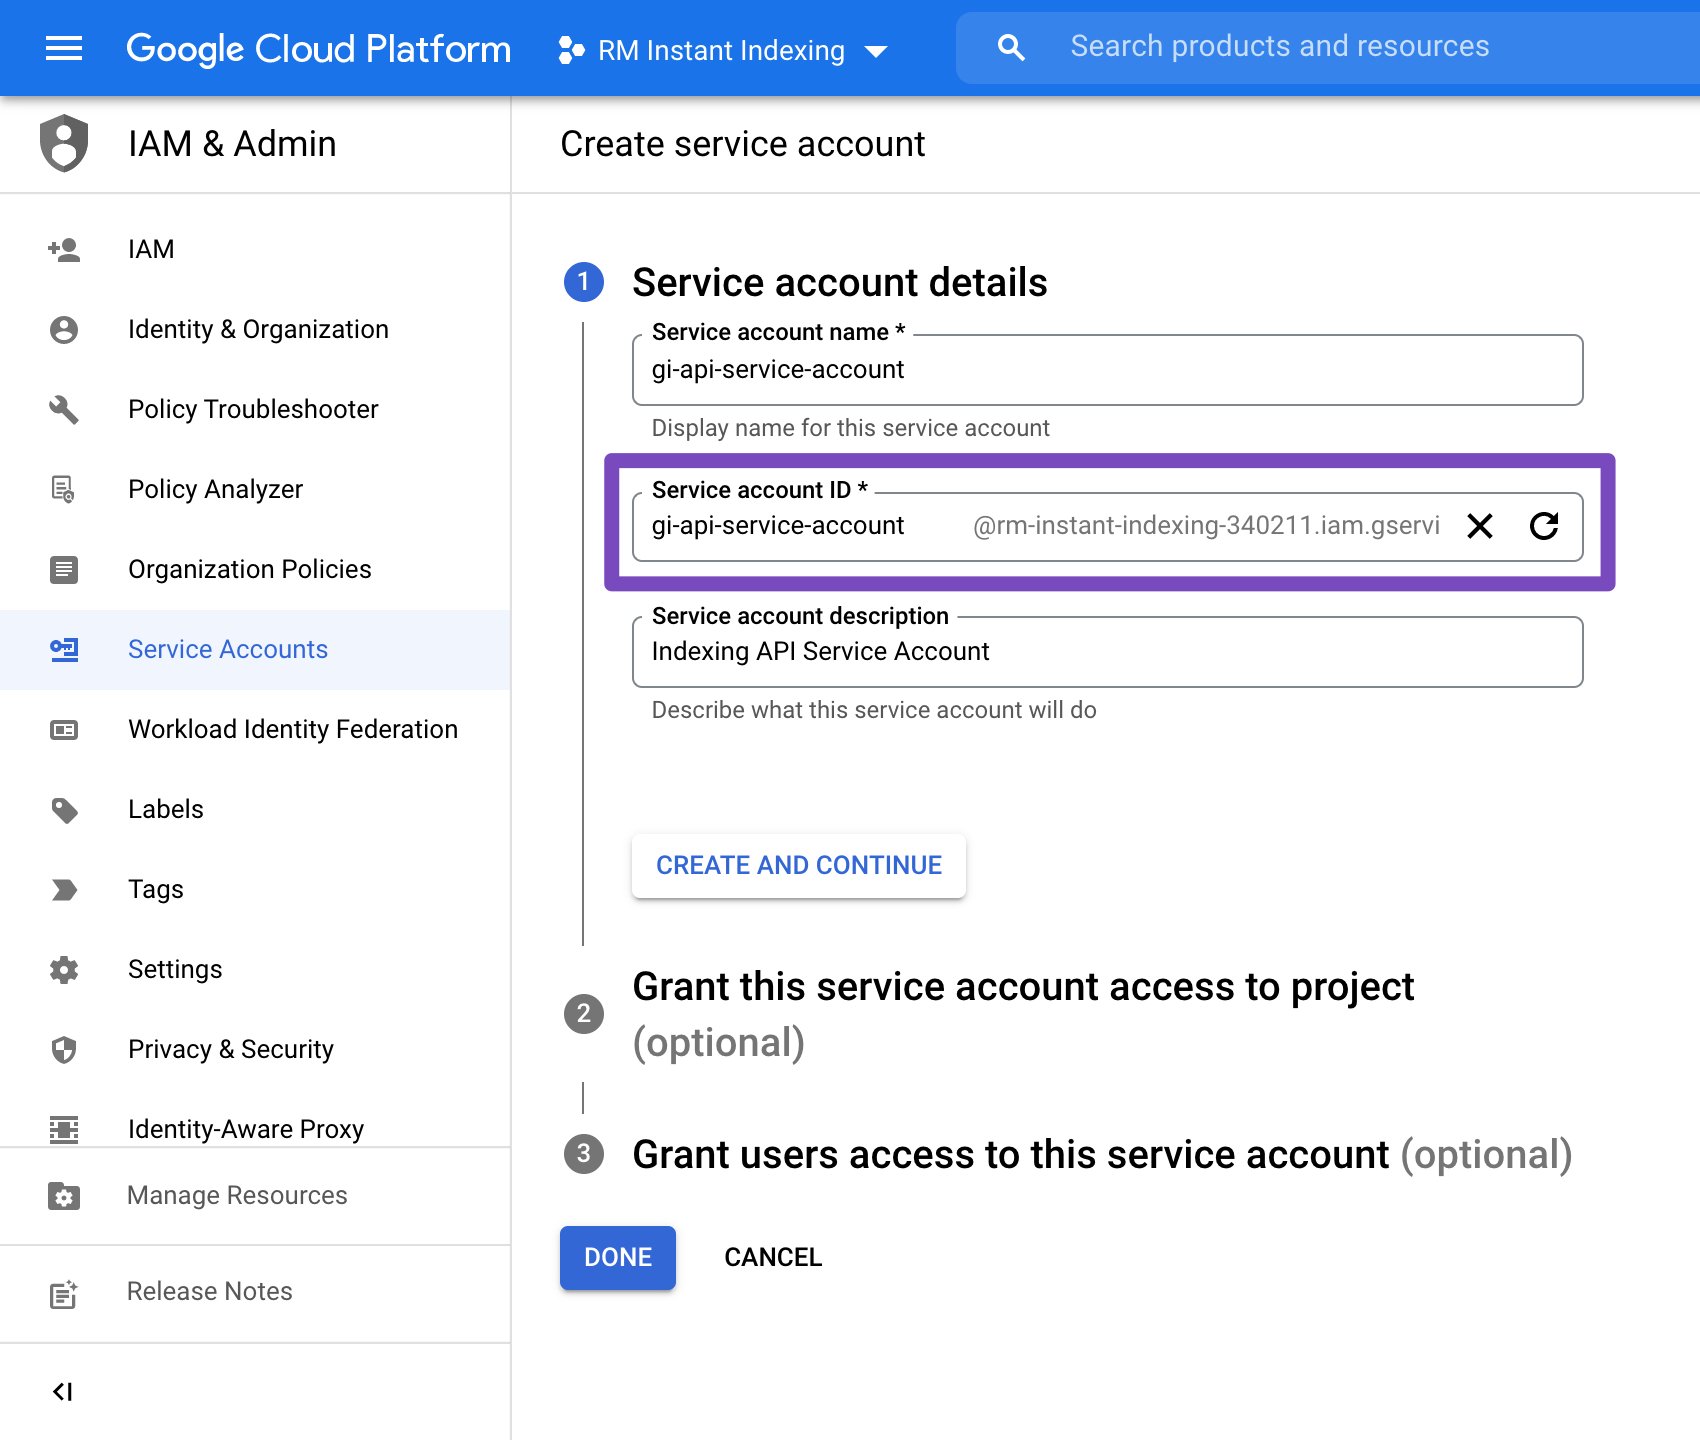 Google Cloud Platform
RM Instant Indexing
Search products and resources
IAM & Admin
Create service account
IAM
Identity & Organization
Policy Troubleshooter
Policy Analyzer
Organization Policies
Service Accounts
Workload Identity Federation
Labels
Tags
Settings
Privacy & Security
Identity-Aware Proxy
Manage Resources
Release Notes
1
Service account details
Service account name *
gi-api-service-account
Display name for this service account
Service account ID *
gi-api-service-account @rm-instant-indexing-340211.iam.gservi
Service account description
Indexing API Service Account
Describe what this service account will do
CREATE AND CONTINUE
2
Grant this service account access to project
(optional)
3
Grant users access to this service account (optional)
DONE
CANCEL